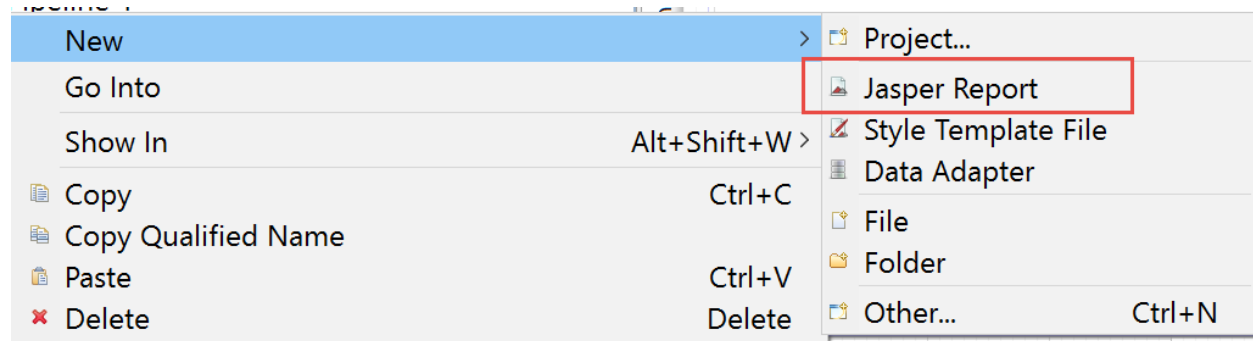 New >
Go Into
Show In Alt+Shift+W >
Copy Ctrl+C
Copy Qualified Name
Paste Ctrl+V
Delete Delete
Project...
Jasper Report
Style Template File
Data Adapter
File
Folder
Other... Ctrl+N